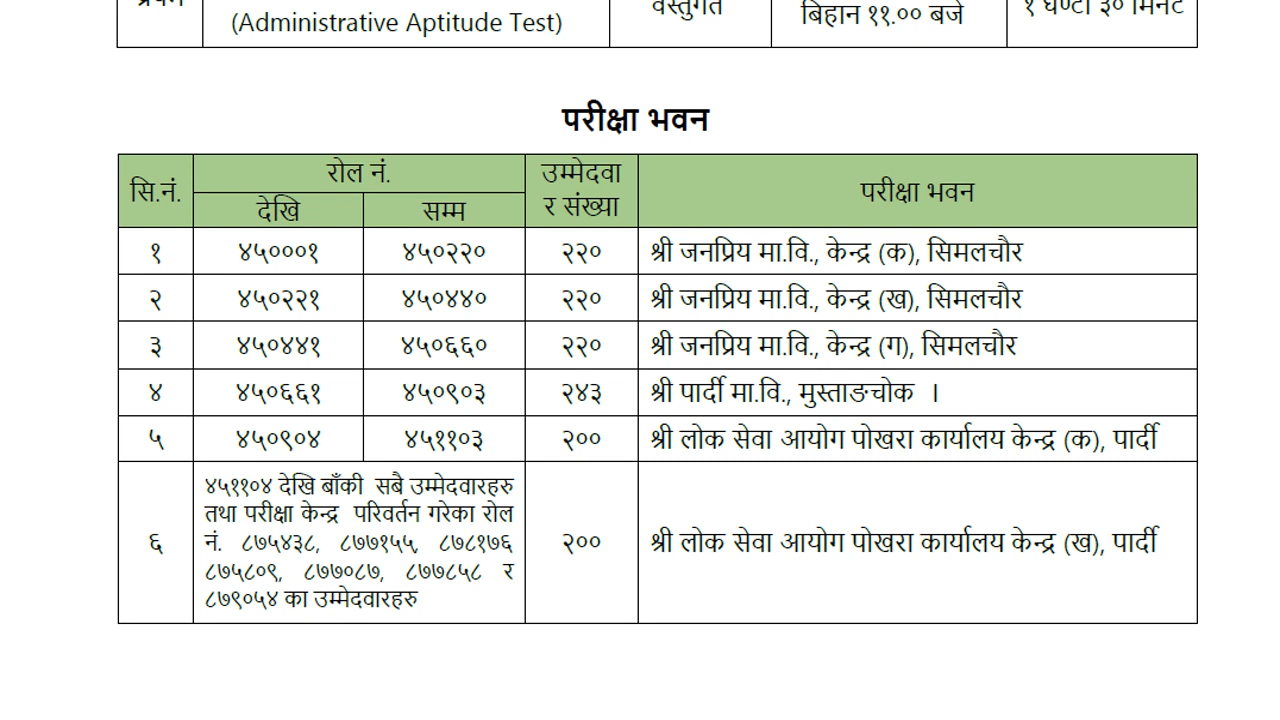 (Administrative Aptitude Test) वस्तुगत बिहान ११.०० बजे १ घण्टा ३० मिनेट
परीक्षा भवन
सि.नं. रोल नं. उम्मेदवा
र संख्या परीक्षा भवन
देखि सम्म
१ ४५०००१ ४५०२२० २२० श्री जनप्रिय मा.वि., केन्द्र (क), सिमलचौर
२ ४५०२२१ ४५०४४० २२० श्री जनप्रिय मा.वि., केन्द्र (ख), सिमलचौर
३ ४५०४४१ ४५०६६० २२० श्री जनप्रिय मा.वि., केन्द्र (ग), सिमलचौर
४ ४५०६६१ ४५०९०३ २४३ श्री पार्दी मा.वि., मुस्ताङचोक ।
५ ४५०९०४ ४५११०३ २०० श्री लोक सेवा आयोग पोखरा कार्यालय केन्द्र (क), पार्दी
६ ४५११०४ देखि बाँकी सबै उम्मेदवारहरु
तथा परीक्षा केन्द्र परिवर्तन गरेका रोल
नं. ८७५४३८, ८७७१५५, ८७८१७६
८७५८०९, ८७७०८७, ८७७८५८ र
८७९०५४ का उम्मेदवारहरु
२०० श्री लोक सेवा आयोग पोखरा कार्यालय केन्द्र (ख), पार्दी